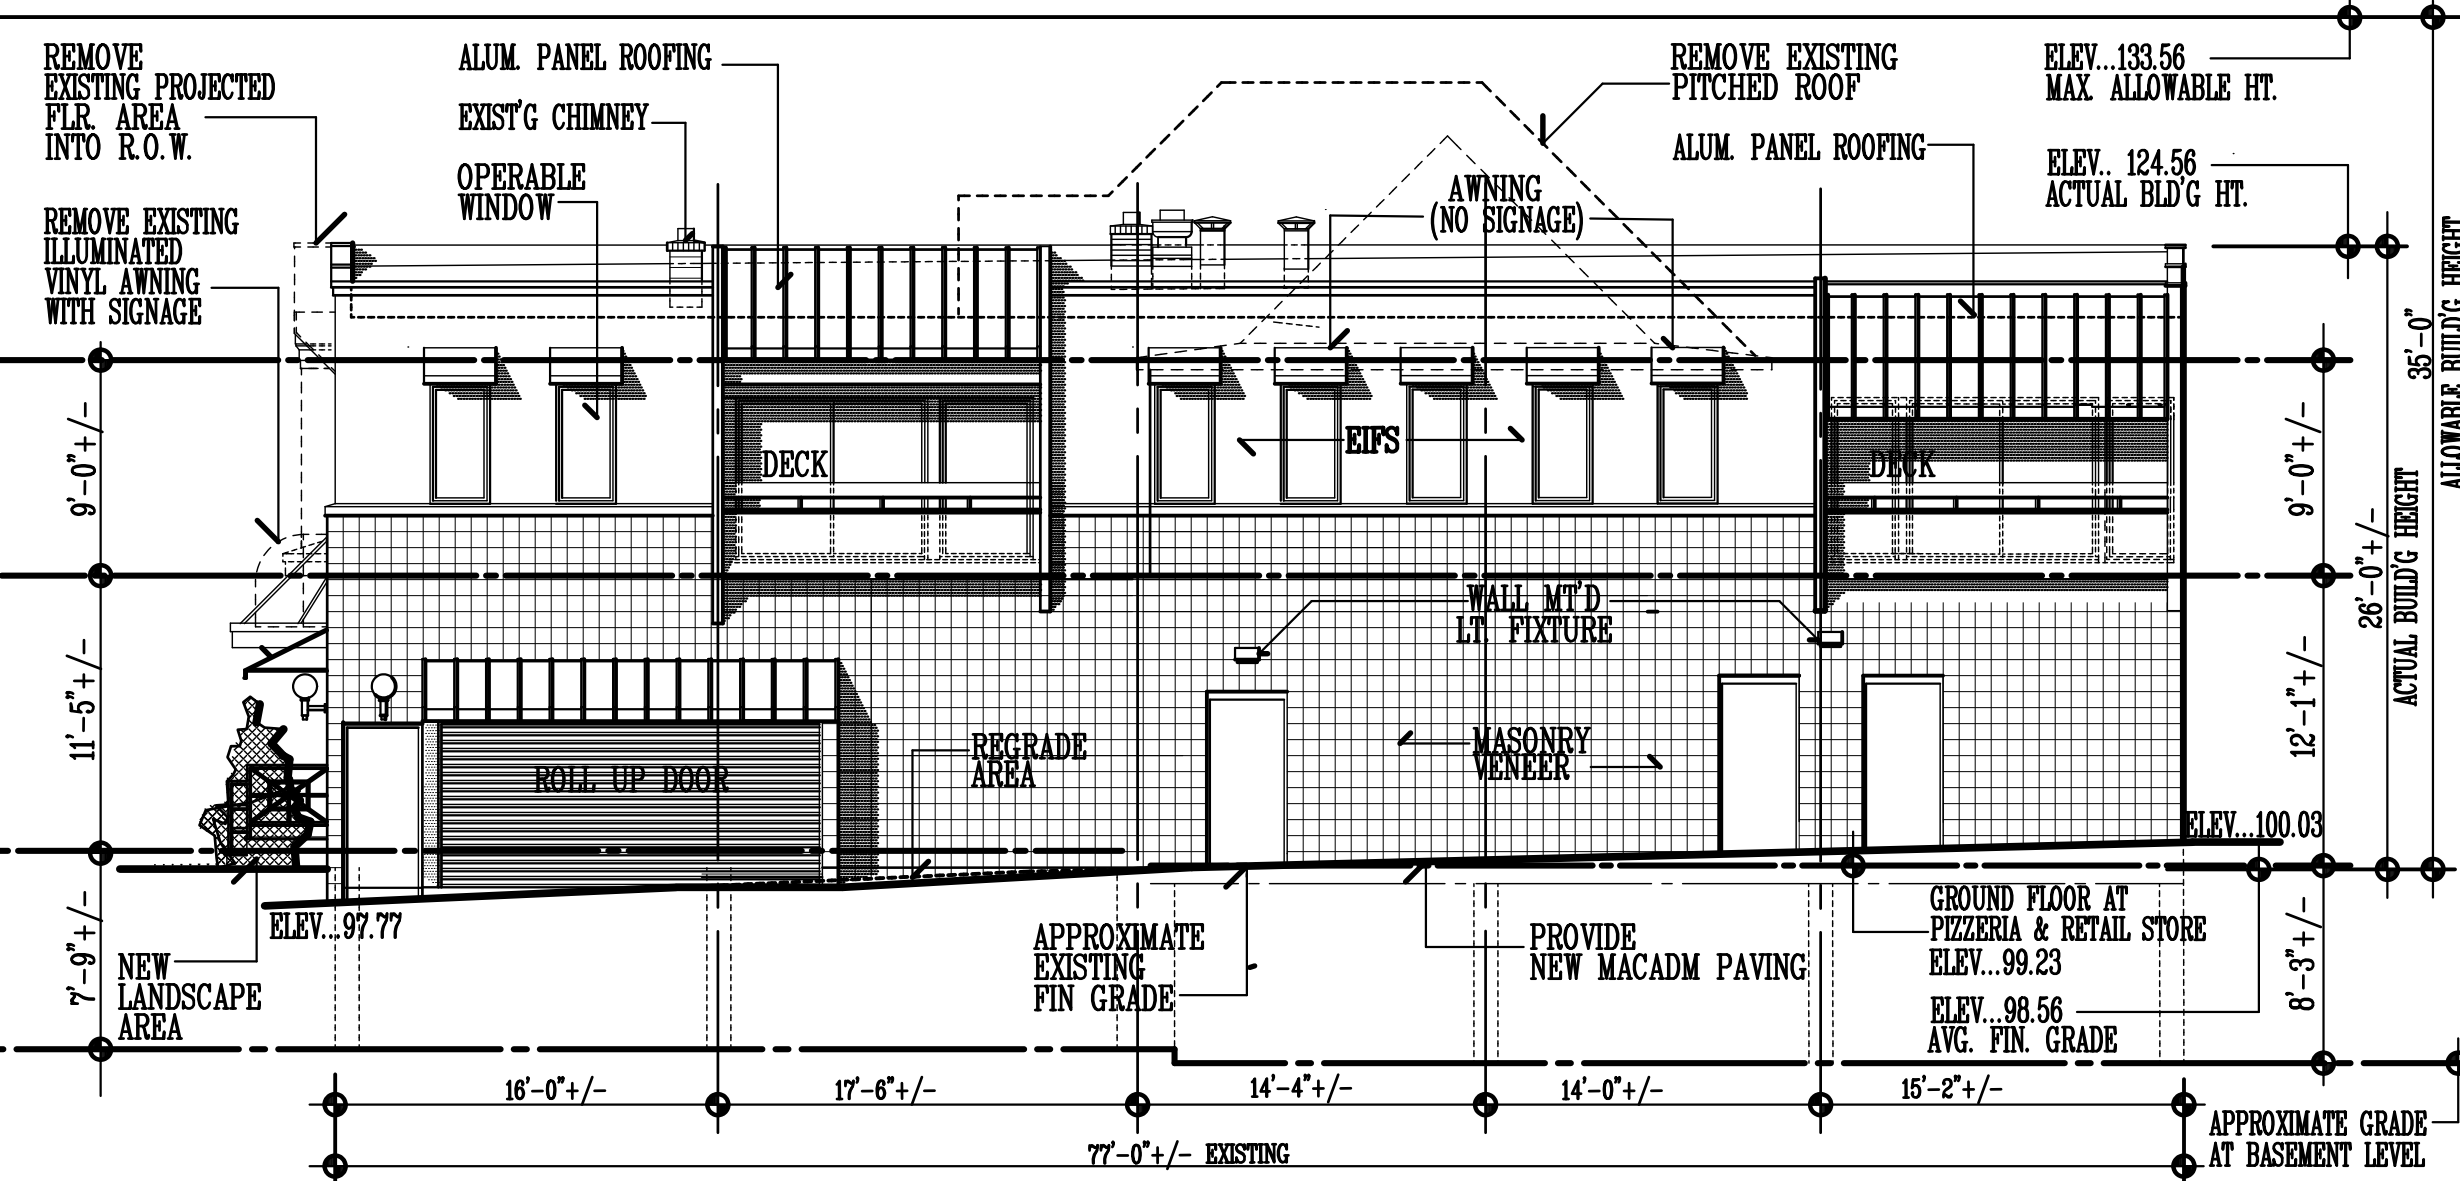 REMOVE
EXISTING PROJECTED
FLR. AREA
INTO R.O.W.
REMOVE EXISTING
ILLUMINATED
VINYL AWNING
WITH SIGNAGE
ALUM. PANEL ROOFING
EXIST'G CHIMNEY
OPERABLE
WINDOW
REMOVE EXISTING
PITCHED ROOF
ALUM. PANEL ROOFING
AWNING
(NO SIGNAGE)
ELEV...133.56
MAX. ALLOWABLE HT.
ELEV.. 124.56
ACTUAL BLD'G HT.
35'-0"
ALLOWABLE BUILD'G HEIGHT
26'-0"+/-
ACTUAL BUILD'G HEIGHT
9'-0"+/-
11'-5"+/-
7'-9"+/-
9'-0"+/-
12'-1"+/-
8'-3"+/-
DECK
EIFS
DECK
WALL MT'D
LT. FIXTURE
ROLL UP DOOR
REGRADE
AREA
MASONRY
VENEER
ELEV...100.03
ELEV...97.77
NEW
LANDSCAPE
AREA
APPROXIMATE
EXISTING
FIN GRADE
PROVIDE
NEW MACADM PAVING
GROUND FLOOR AT
PIZZERIA & RETAIL STORE
ELEV...99.23
ELEV...98.56
AVG. FIN. GRADE
16'-0"+/-
17'-6"+/-
14'-4"+/-
14'-0"+/-
15'-2"+/-
77'-0"+/- EXISTING
APPROXIMATE GRADE
AT BASEMENT LEVEL